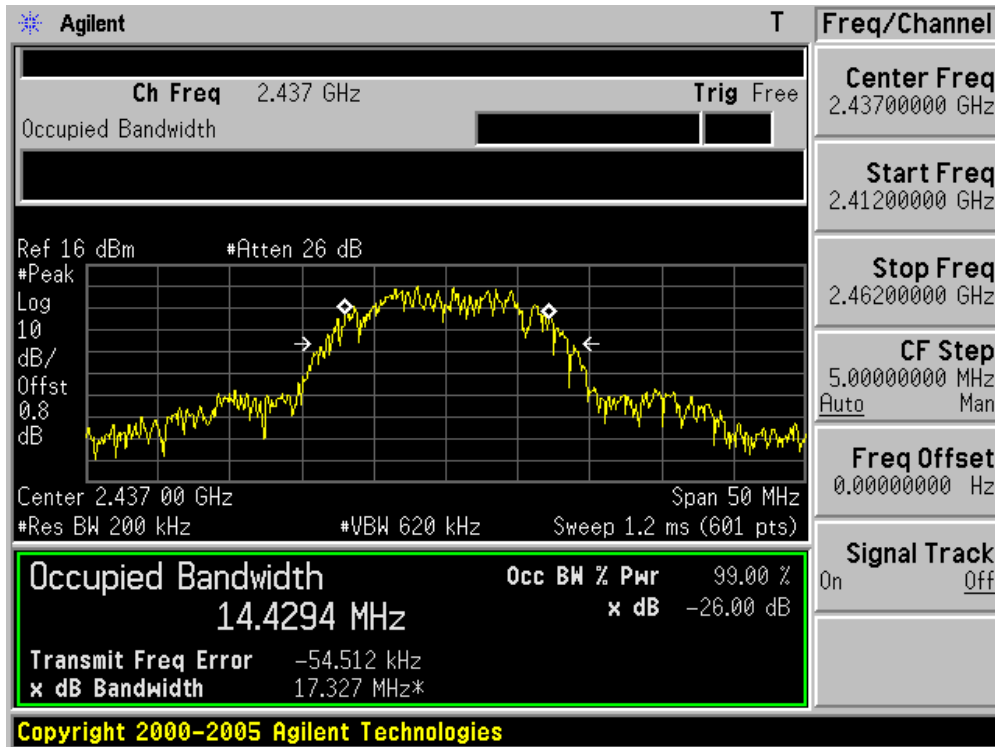 Agilent T Freq/Channel
Ch Freq 2.437 GHz Trig Free
Occupied Bandwidth
Center Freq
2.43700000 GHz
Start Freq
2.41200000 GHz
Stop Freq
2.46200000 GHz
CF Step
5.00000000 MHz
Auto Man
Freq Offset
0.00000000 Hz
Signal Track
On Off
Ref 16 dBm #Atten 26 dB
#Peak
Log
10
dB/
Offst
0.8
dB
Center 2.437 00 GHz Span 50 MHz
#Res BW 200 kHz #VBW 620 kHz Sweep 1.2 ms (601 pts)
Occupied Bandwidth
14.4294 MHz
Occ BW % Pwr 99.00 %
x dB -26.00 dB
Transmit Freq Error -54.512 kHz
x dB Bandwidth 17.327 MHz*
Copyright 2000-2005 Agilent Technologies